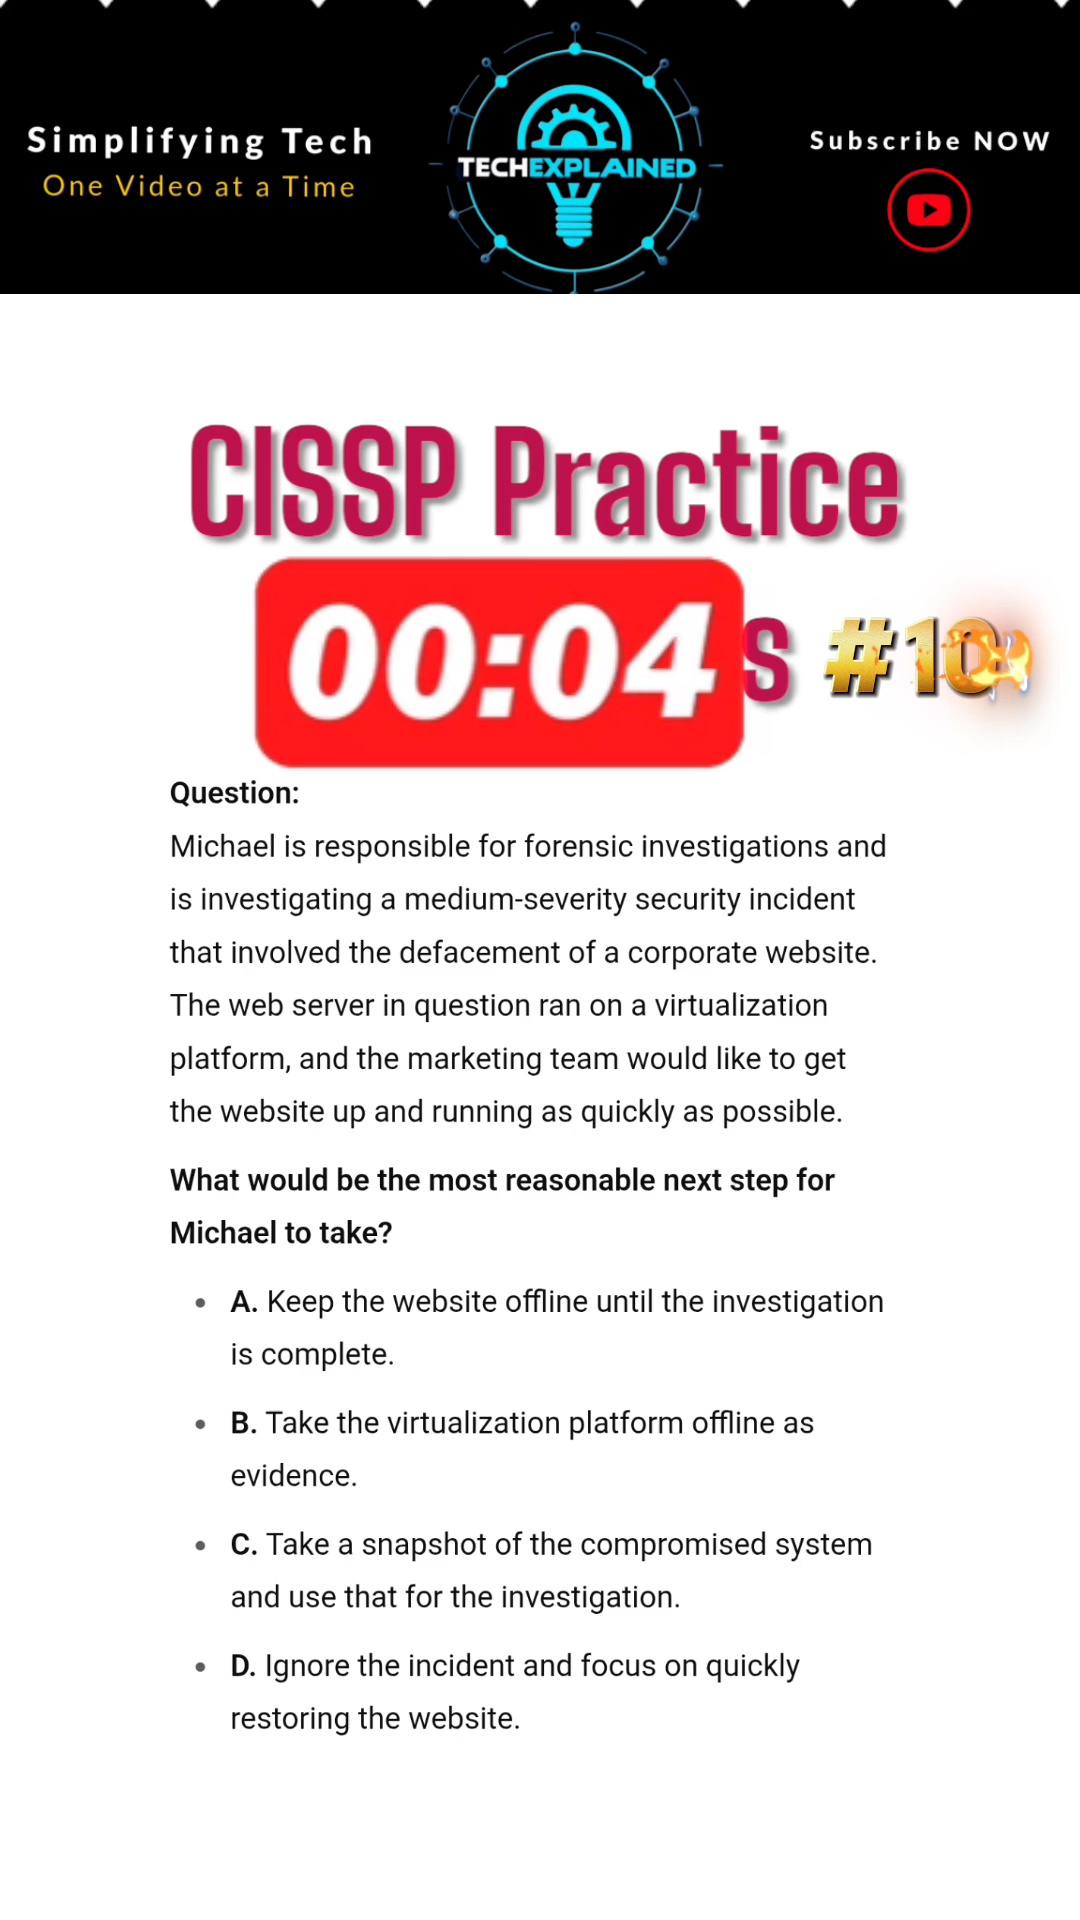 Simplifying Tech
One Video at a Time
TECHEXPLAINED
Subscribe NOW
CISSP Practice
00:04
S #10
Question:
Michael is responsible for forensic investigations and
is investigating a medium-severity security incident
that involved the defacement of a corporate website.
The web server in question ran on a virtualization
platform, and the marketing team would like to get
the website up and running as quickly as possible.
What would be the most reasonable next step for
Michael to take?
• A. Keep the website offline until the investigation
is complete.
• B. Take the virtualization platform offline as
evidence.
• C. Take a snapshot of the compromised system
and use that for the investigation.
• D. Ignore the incident and focus on quickly
restoring the website.